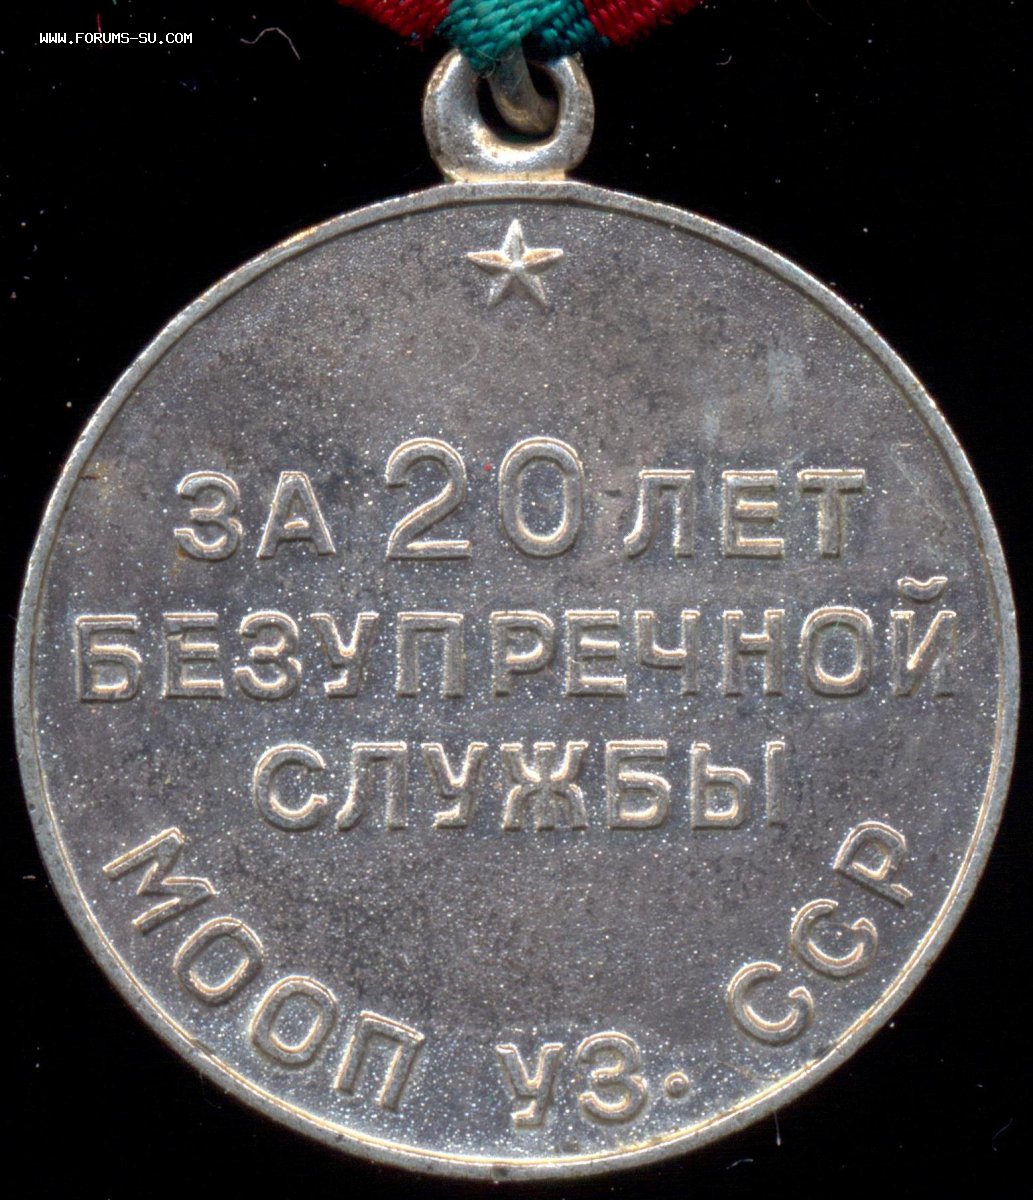 WWW.FORUMS-SU.COM
ЗА 20 ЛЕТ
БЕЗУПРЕЧНОЙ
СЛУЖБЫ
МООП УЗ. ССР